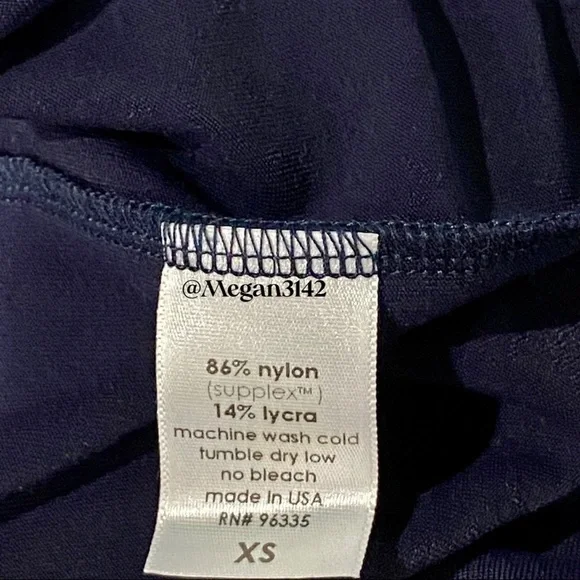 @Megan3142
86% nylon
(supplex™)
14% lycra
machine wash cold
tumble dry low
no bleach
made In USA
RN# 96335
XS